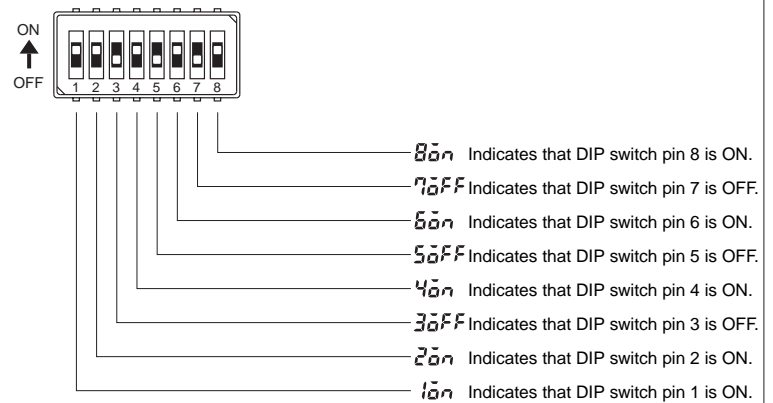 ON
OFF
1 2 3 4 5 6 7 8
8on Indicates that DIP switch pin 8 is ON.
7oFF Indicates that DIP switch pin 7 is OFF.
6on Indicates that DIP switch pin 6 is ON.
5oFF Indicates that DIP switch pin 5 is OFF.
4on Indicates that DIP switch pin 4 is ON.
3oFF Indicates that DIP switch pin 3 is OFF.
2on Indicates that DIP switch pin 2 is ON.
1on Indicates that DIP switch pin 1 is ON.